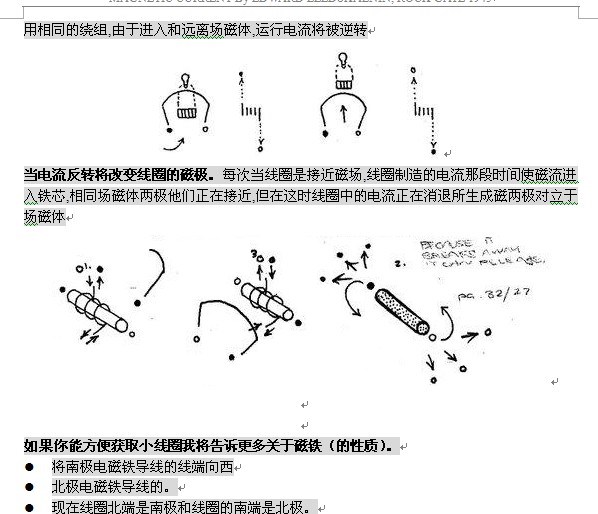 MAGNETIC CURRENT By EDWARD LEEDSKALNIN, ROCK GATE 1945.
用相同的绕组,由于进入和远离场磁体,运行电流将被逆转
当电流反转将改变线圈的磁极。每次当线圈是接近磁场,线圈制造的电流那段时间使磁流进
入铁芯,相同场磁体两极他们正在接近,但在这时线圈中的电流正在消退所生成磁两极对立于
场磁体
1.
3.
2.
BECAUSE IT
BREAKS AWAY
IT CAN RELEASE.
pg. 32/27
如果你能方便获取小线圈我将告诉更多关于磁铁（的性质）。
● 将南极电磁铁导线的线端向西
● 北极电磁铁导线的。
● 现在线圈北端是南极和线圈的南端是北极。